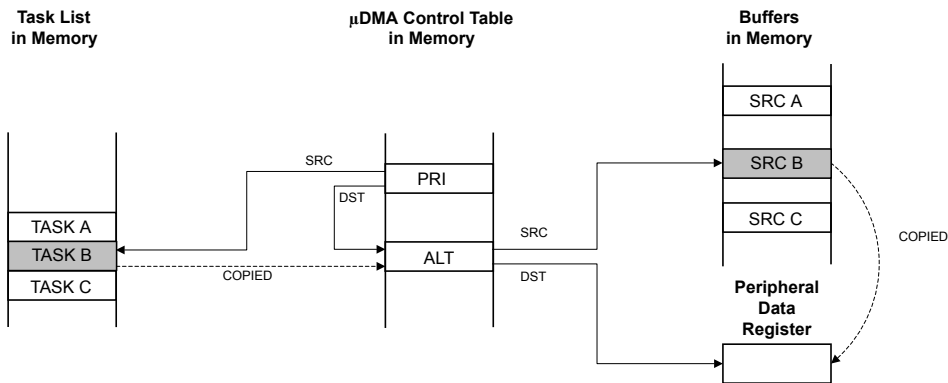 Task List
in Memory
µDMA Control Table
in Memory
Buffers
in Memory
SRC A
SRC
PRI
SRC B
DST
TASK A
SRC C
SRC
COPIED
TASK B
ALT
COPIED
DST
TASK C
Peripheral
Data
Register